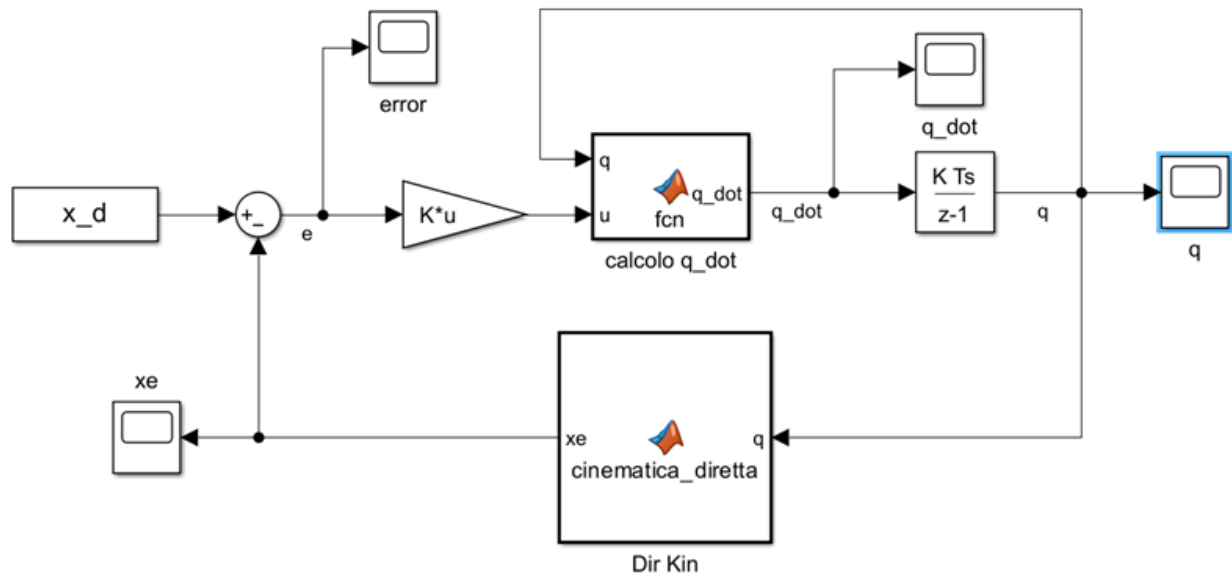 error
q_dot
x_d
+
−
e
K*u
q
u
fcn
q_dot
calcolo q_dot
q_dot
K Ts
z-1
q
q
xe
xe
q
cinematica_diretta
Dir Kin